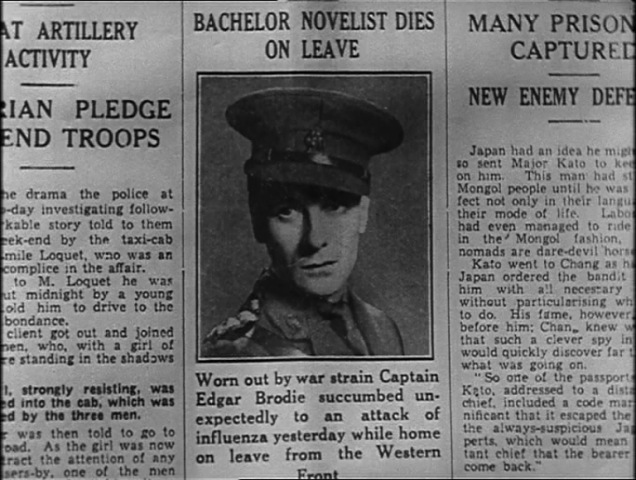 AT ARTILLERY
ACTIVITY
RIAN PLEDGE
END TROOPS
he drama the police at
o-day investigating follow-
rkable story told to them
eek-end by the taxi-cab
mile Loquet, who was an
complice in the affair.
to M. Loquet he was
ut midnight by a young
old him to drive to the
bondance.
client got out and joined
men, who, with a girl of
re standing in the shadows
l, strongly resisting, was
ed into the cab, which was
ed by the three men.
r was then told to go to
oad. As the girl was now
tract the attention of any
sers-by, one of the men
BACHELOR NOVELIST DIES
ON LEAVE
Worn out by war strain Captain
Edgar Brodie succumbed un-
expectedly to an attack of
influenza yesterday while home
on leave from the Western
Front
MANY PRISON
CAPTURED
NEW ENEMY DEFE
Japan had an idea he migh
so sent Major Kato to kee
on him. This man had st
Mongol people until he was
fect not only in their langu
their mode of life. Labo
had even managed to ride
in the Mongol fashion,
nomads are dare-devil horse
Kato went to Chang as ha
Japan ordered the bandit
him with all necessary
without particularising wh
to do. His fame, however,
before him; Chan„ knew w
that such a clever spy in
would quickly discover far t
what was going on.
"So one of the passport
Kato, addressed to a dista
chief, included a code mar
nificant that it escaped the
the always-suspicious Ja
perts, which would mean
tant chief that the bearer
come back."